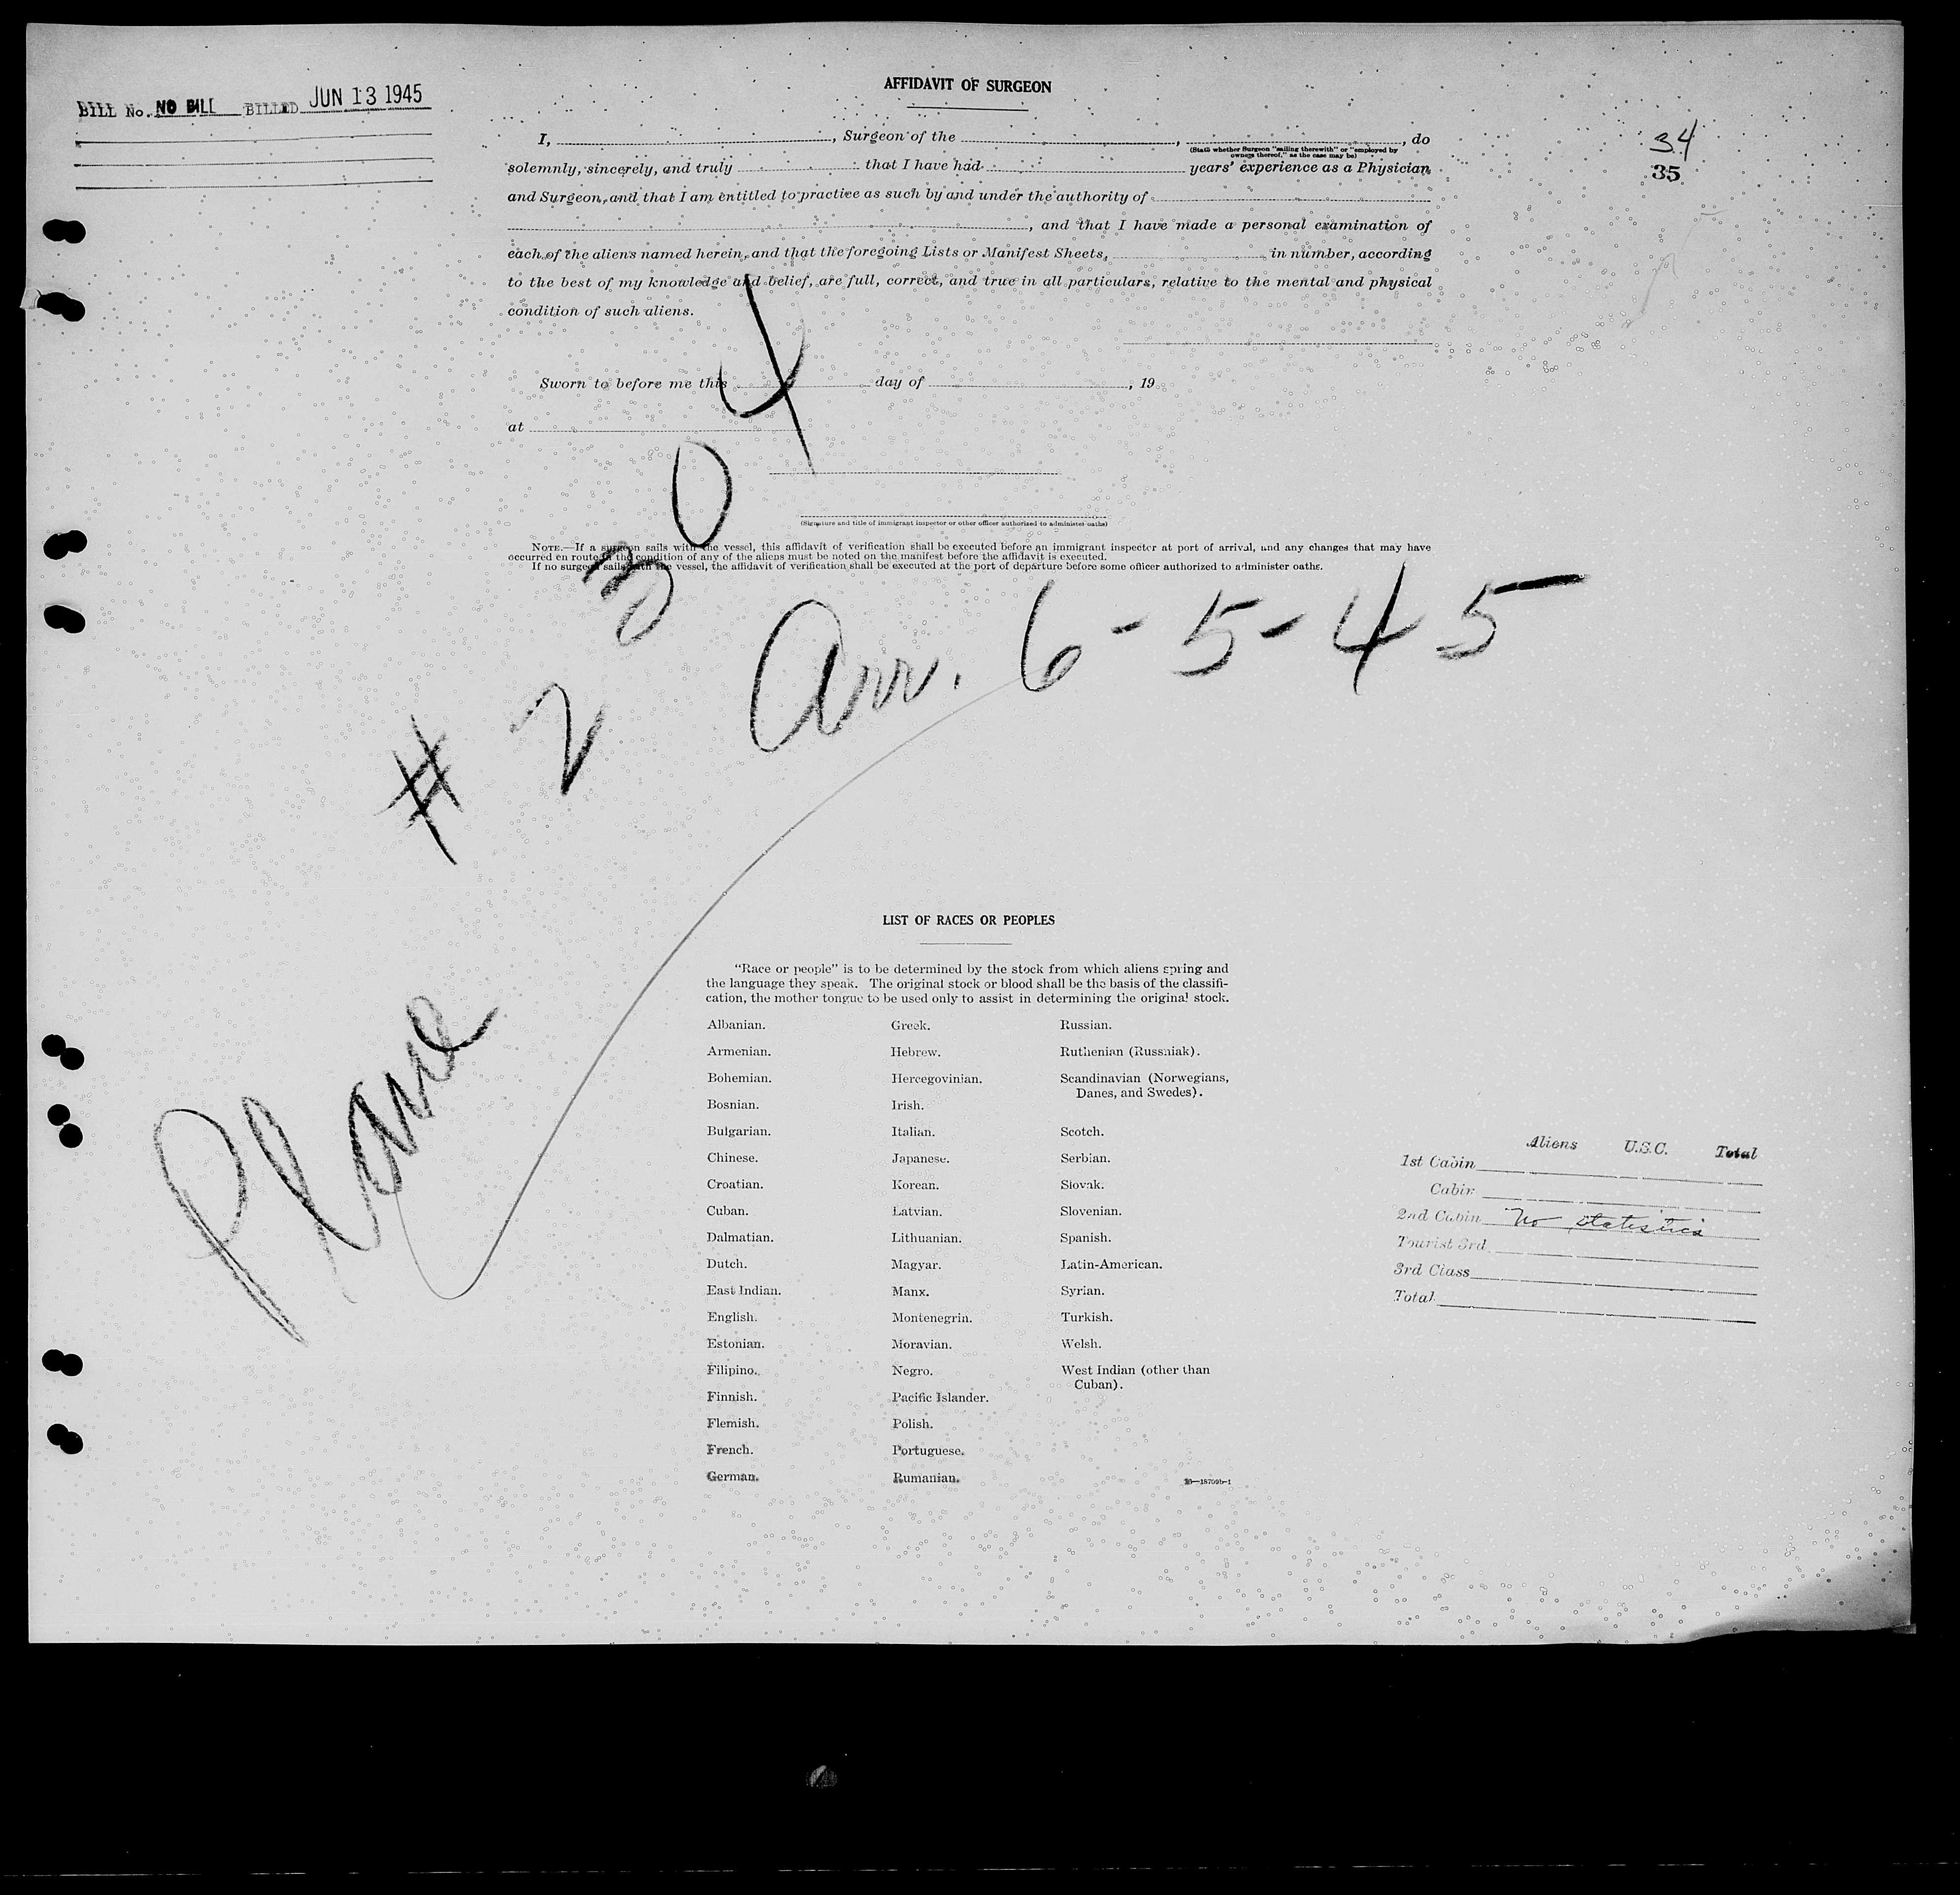 BILL No. NO BILL BILLED JUN 13 1945
AFFIDAVIT OF SURGEON
34
35
I, , Surgeon of the , , do
(State whether Surgeon "sailing therewith" or "employed by
owners thereof," as the case may be)
solemnly, sincerely, and truly that I have had years' experience as a Physician
and Surgeon, and that I am entitled to practice as such by and under the authority of
, and that I have made a personal examination of
each of the aliens named herein, and that the foregoing Lists or Manifest Sheets, in number, according
to the best of my knowledge and belief, are full, correct, and true in all particulars, relative to the mental and physical
condition of such aliens.
Sworn to before me this day of , 19
at
(Signature and title of immigrant inspector or other officer authorized to administer oaths)
NOTE.—If a surgeon sails with the vessel, this affidavit of verification shall be executed before an immigrant inspector at port of arrival, and any changes that may have
occurred en route in the condition of any of the aliens must be noted on the manifest before the affidavit is executed.
If no surgeon sails with the vessel, the affidavit of verification shall be executed at the port of departure before some officer authorized to administer oaths.
Plane # 2304
Arr. 6-5-45
LIST OF RACES OR PEOPLES
"Race or people" is to be determined by the stock from which aliens spring and
the language they speak. The original stock or blood shall be the basis of the classifi-
cation, the mother tongue to be used only to assist in determining the original stock.
Albanian.
Armenian.
Bohemian.
Bosnian.
Bulgarian.
Chinese.
Croatian.
Cuban.
Dalmatian.
Dutch.
East Indian.
English.
Estonian.
Filipino.
Finnish.
Flemish.
French.
German.
Greek.
Hebrew.
Hercegovinian.
Irish.
Italian.
Japanese.
Korean.
Latvian.
Lithuanian.
Magyar.
Manx.
Montenegrin.
Moravian.
Negro.
Pacific Islander.
Polish.
Portuguese.
Rumanian.
Russian.
Ruthenian (Russniak).
Scandinavian (Norwegians,
Danes, and Swedes).
Scotch.
Serbian.
Slovak.
Slovenian.
Spanish.
Latin-American.
Syrian.
Turkish.
Welsh.
West Indian (other than
Cuban).
Aliens U.S.C. Total
1st Cabin
Cabin
2nd Cabin No statistics
Tourist 3rd
3rd Class
Total